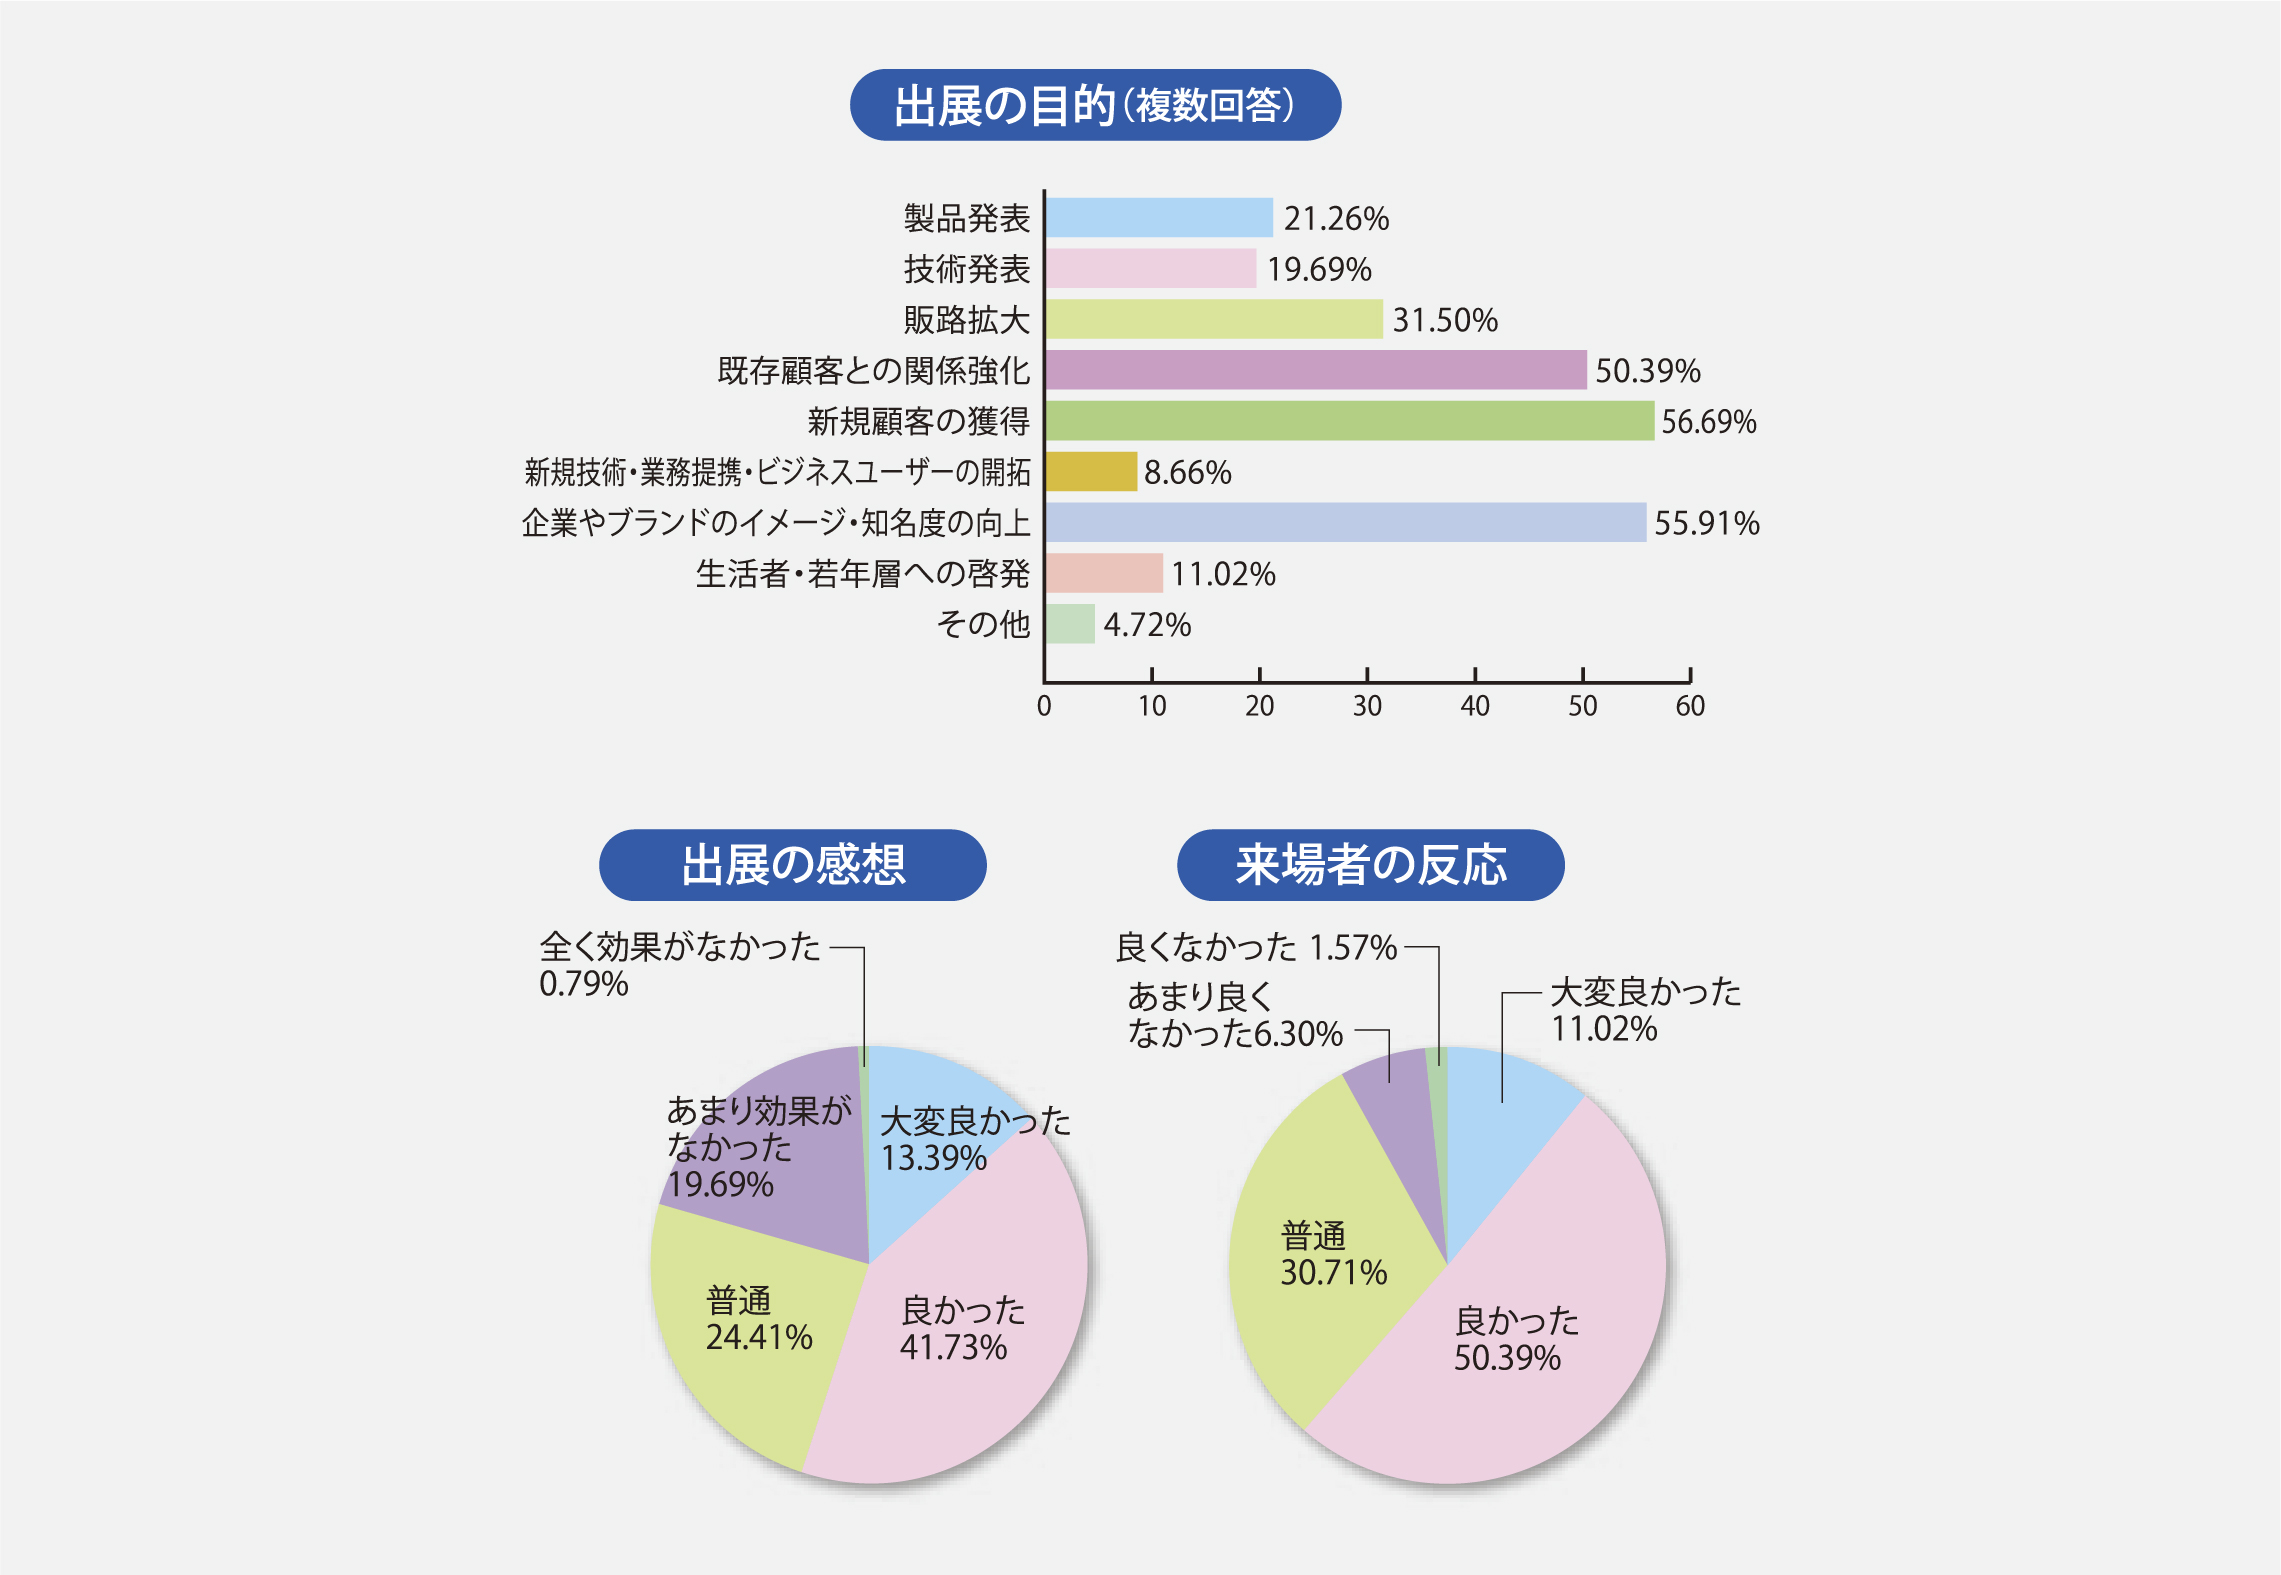 出展の目的（複数回答）
製品発表 21.26%
技術発表 19.69%
販路拡大 31.50%
既存顧客との関係強化 50.39%
新規顧客の獲得 56.69%
新規技術・業務提携・ビジネスユーザーの開拓 8.66%
企業やブランドのイメージ・知名度の向上 55.91%
生活者・若年層への啓発 11.02%
その他 4.72%
0 10 20 30 40 50 60
出展の感想
全く効果がなかった
0.79%
あまり効果が
なかった
19.69%
大変良かった
13.39%
普通
24.41%
良かった
41.73%
来場者の反応
良くなかった 1.57%
あまり良く
なかった6.30%
大変良かった
11.02%
普通
30.71%
良かった
50.39%